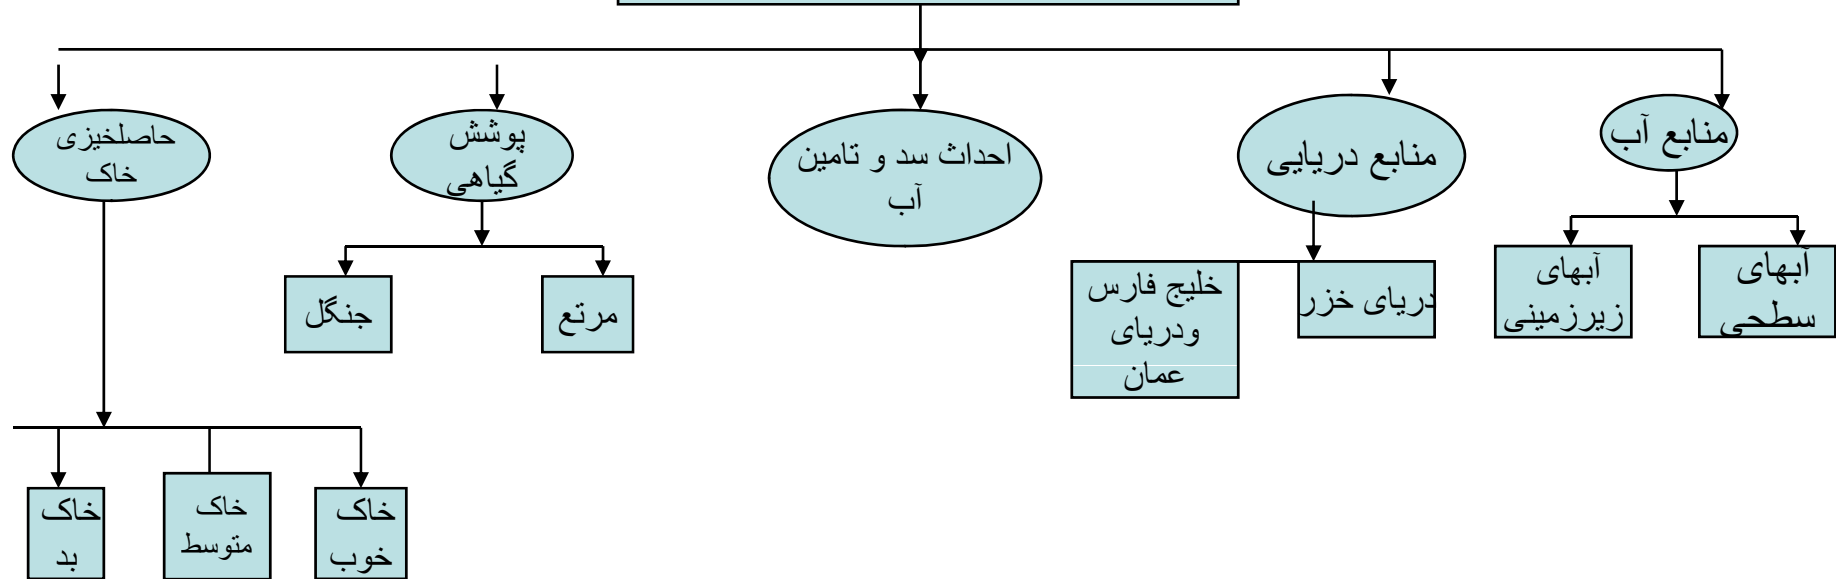 منابع آب
منابع دریایی
احداث سد و تامین
آب
پوشش
گیاهی
حاصلخیزی
خاک
آبهای
سطحی
آبهای
زیرزمینی
دریای خزر
خلیج فارس
ودریای
عمان
مرتع
جنگل
خاک
خوب
خاک
متوسط
خاک
بد